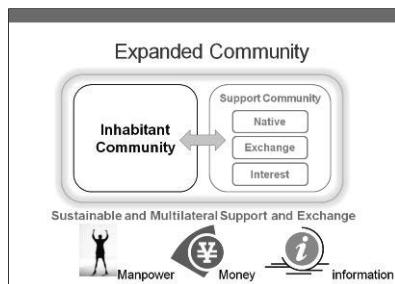 Expanded Community
Inhabitant
Community
Support Community
Native
Exchange
Interest
Sustainable and Multilateral Support and Exchange
¥
i
Manpower
Money
information